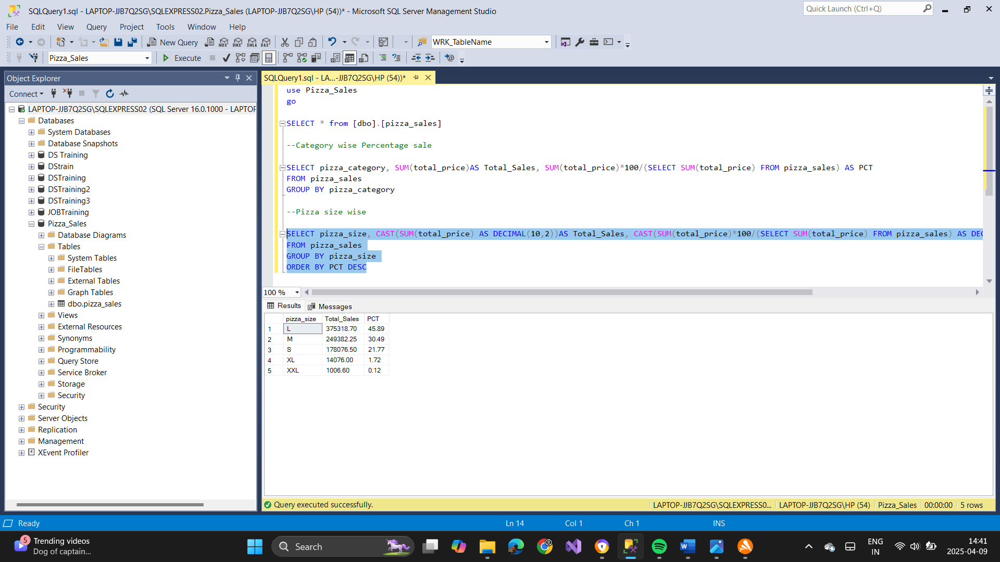 SQLQuery1.sql - LAPTOP-JJB7Q2SG\SQLEXPRESS02.Pizza_Sales (LAPTOP-JJB7Q2SG\HP (54))* - Microsoft SQL Server Management Studio
Quick Launch (Ctrl+Q)
File Edit View Query Project Tools Window Help
New Query MDX DMX XMLA DAX WRK_TableName
Pizza_Sales Execute
Object Explorer
Connect
LAPTOP-JJB7Q2SG\SQLEXPRESS02 (SQL Server 16.0.1000 - LAPTOP
Databases
System Databases
Database Snapshots
DS Training
DStrain
DSTraining
DSTraining2
DSTraining3
JOBTraining
Pizza_Sales
Database Diagrams
Tables
System Tables
FileTables
External Tables
Graph Tables
dbo.pizza_sales
Views
External Resources
Synonyms
Programmability
Query Store
Service Broker
Storage
Security
Security
Server Objects
Replication
Management
XEvent Profiler
SQLQuery1.sql - LA...-JJB7Q2SG\HP (54))*
use Pizza_Sales
go
SELECT * from [dbo].[pizza_sales]
--Category wise Percentage sale
SELECT pizza_category, SUM(total_price)AS Total_Sales, SUM(total_price)*100/(SELECT SUM(total_price) FROM pizza_sales) AS PCT
FROM pizza_sales
GROUP BY pizza_category
--Pizza size wise
SELECT pizza_size, CAST(SUM(total_price) AS DECIMAL(10,2))AS Total_Sales, CAST(SUM(total_price)*100/(SELECT SUM(total_price) FROM pizza_sales) AS DEC
FROM pizza_sales
GROUP BY pizza_size
ORDER BY PCT DESC
100 %
Results Messages
pizza_size Total_Sales PCT
1 L 375318.70 45.89
2 M 249382.25 30.49
3 S 178076.50 21.77
4 XL 14076.00 1.72
5 XXL 1006.60 0.12
Query executed successfully. LAPTOP-JJB7Q2SG\SQLEXPRESS0... LAPTOP-JJB7Q2SG\HP (54) Pizza_Sales 00:00:00 5 rows
Ready Ln 14 Col 1 Ch 1 INS
5 Trending videos
Dog of captain...
Search
ENG
IN
14:41
2025-04-09